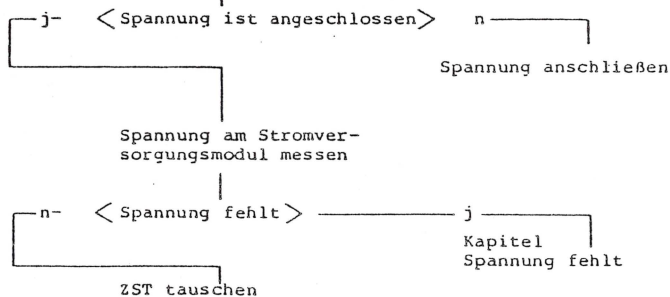 j- <Spannung ist angeschlossen> n
Spannung anschließen
Spannung am Stromver-
sorgungsmodul messen
n- <Spannung fehlt> j
Kapitel
Spannung fehlt
ZST tauschen